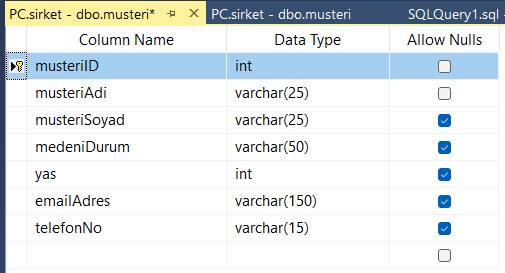 PC.sirket - dbo.musteri* PC.sirket - dbo.musteri SQLQuery1.sql -
Column Name Data Type Allow Nulls
musteriID int
musteriAdi varchar(25)
musteriSoyad varchar(25)
medeniDurum varchar(50)
yas int
emailAdres varchar(150)
telefonNo varchar(15)